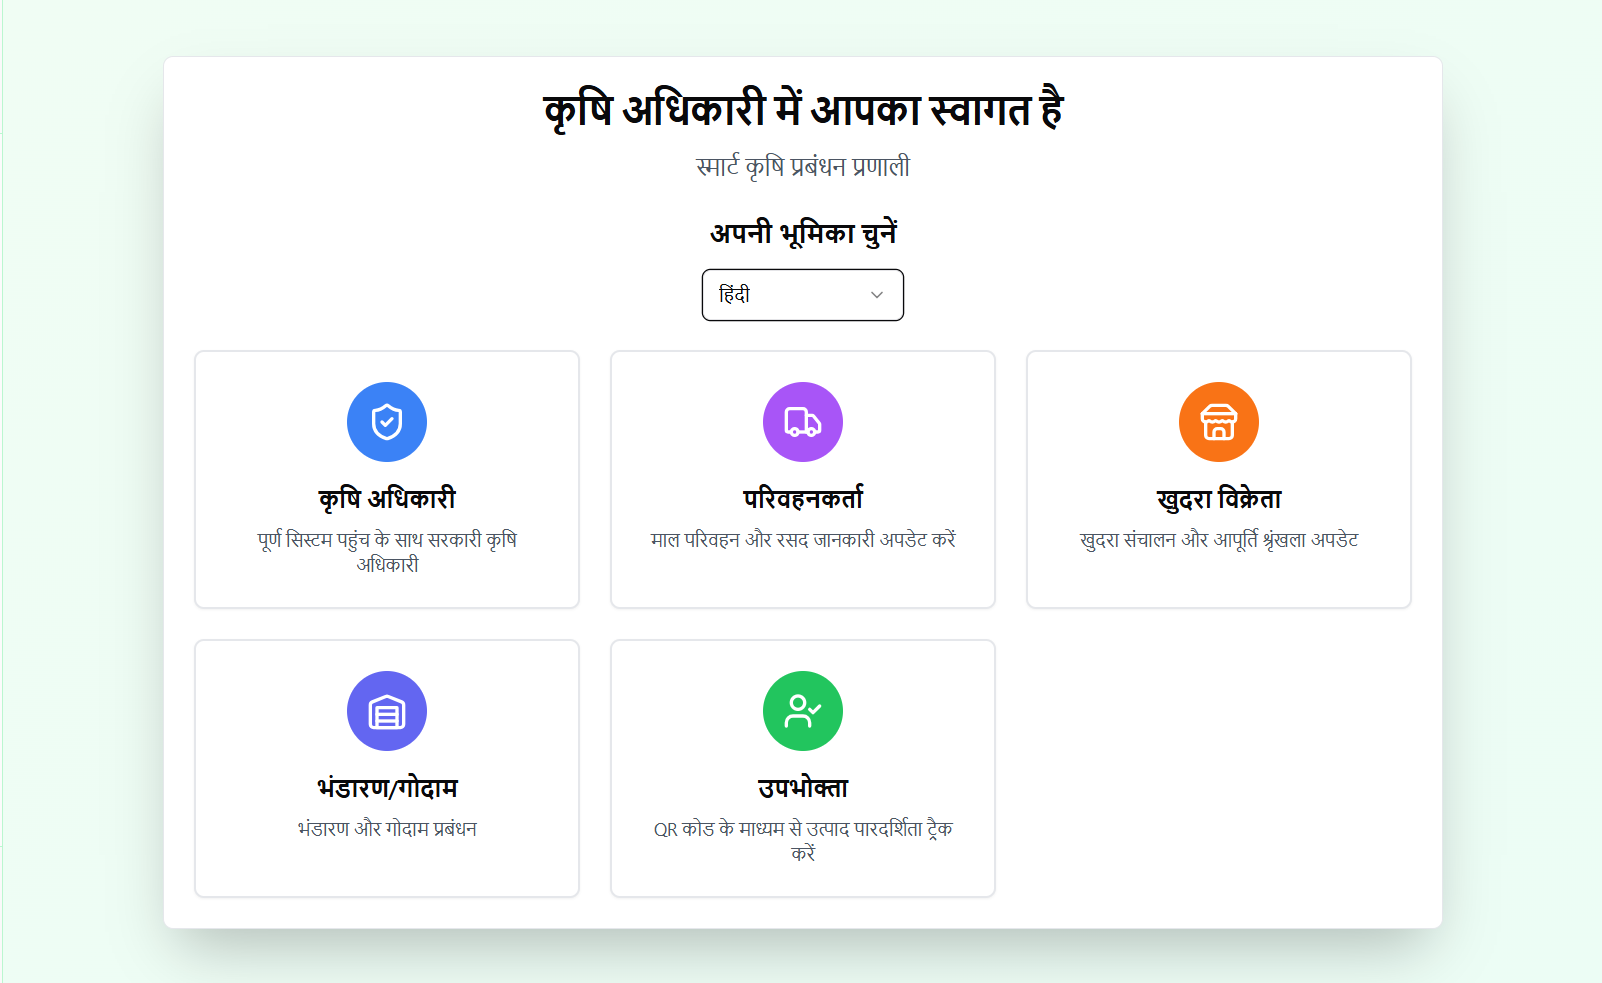 कृषि अधिकारी में आपका स्वागत है
स्मार्ट कृषि प्रबंधन प्रणाली
अपनी भूमिका चुनें
हिंदी
कृषि अधिकारी
पूर्ण सिस्टम पहुंच के साथ सरकारी कृषि
अधिकारी
परिवहनकर्ता
माल परिवहन और रसद जानकारी अपडेट करें
खुदरा विक्रेता
खुदरा संचालन और आपूर्ति श्रृंखला अपडेट
भंडारण/गोदाम
भंडारण और गोदाम प्रबंधन
उपभोक्ता
QR कोड के माध्यम से उत्पाद पारदर्शिता ट्रैक
करें